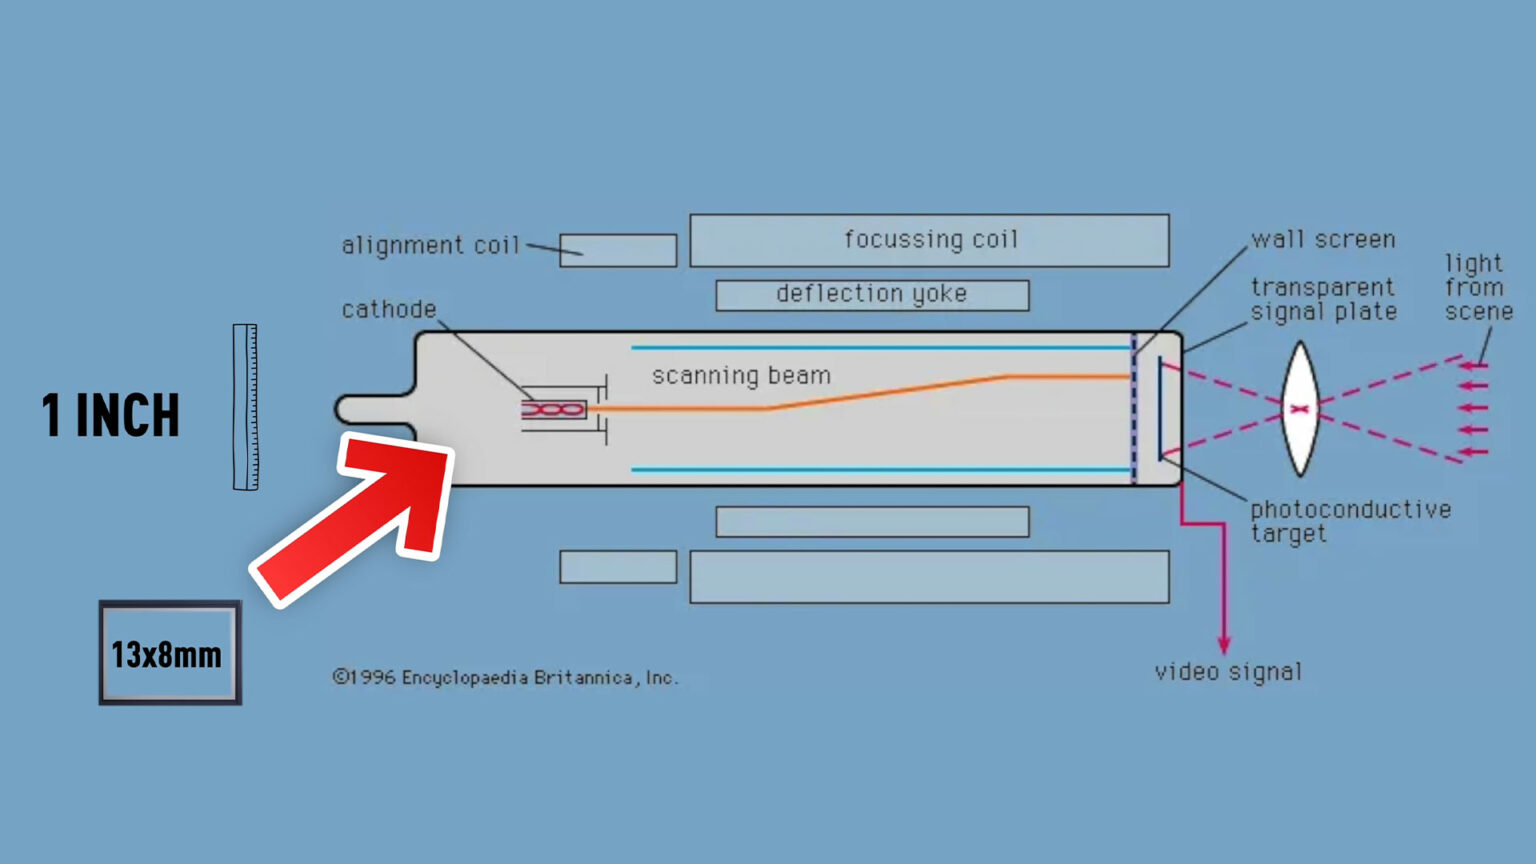 alignment coil
focussing coil
wall screen
light
from
scene
transparent
signal plate
deflection yoke
cathode
scanning beam
1 INCH
photoconductive
target
13x8mm
©1996 Encyclopaedia Britannica, Inc.
video signal